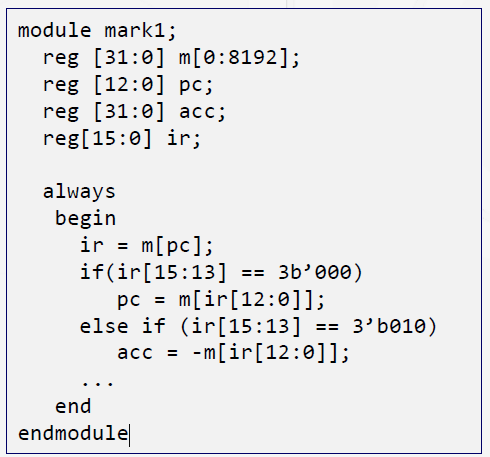 module mark1;
reg [31:0] m[0:8192];
reg [12:0] pc;
reg [31:0] acc;
reg[15:0] ir;
always
begin
ir = m[pc];
if(ir[15:13] == 3b’000)
pc = m[ir[12:0]];
else if (ir[15:13] == 3’b010)
acc = -m[ir[12:0]];
...
end
endmodule